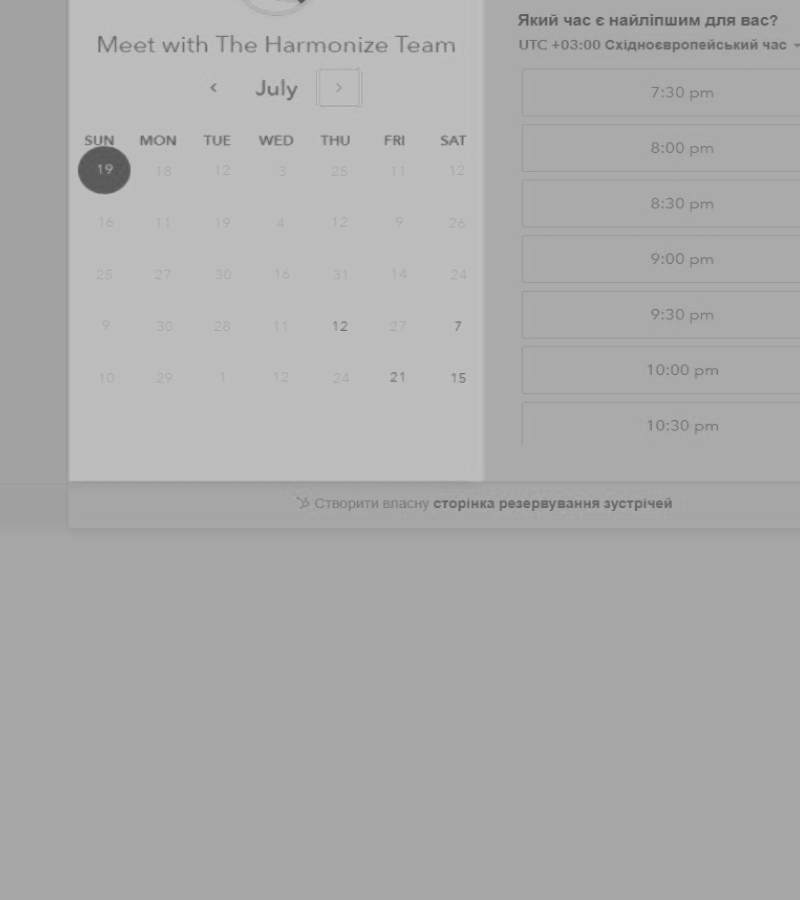 Meet with The Harmonize Team
July
SUN MON TUE WED THU FRI SAT
19 18 12 3 25 11 12
16 11 19 4 12 9 26
25 27 30 16 31 14 24
9 30 28 11 12 27 7
10 29 1 12 24 21 15
Який час є найліпшим для вас?
UTC +03:00 Східноєвропейський час
7:30 pm
8:00 pm
8:30 pm
9:00 pm
9:30 pm
10:00 pm
10:30 pm
Створити власну сторінка резервування зустрічей